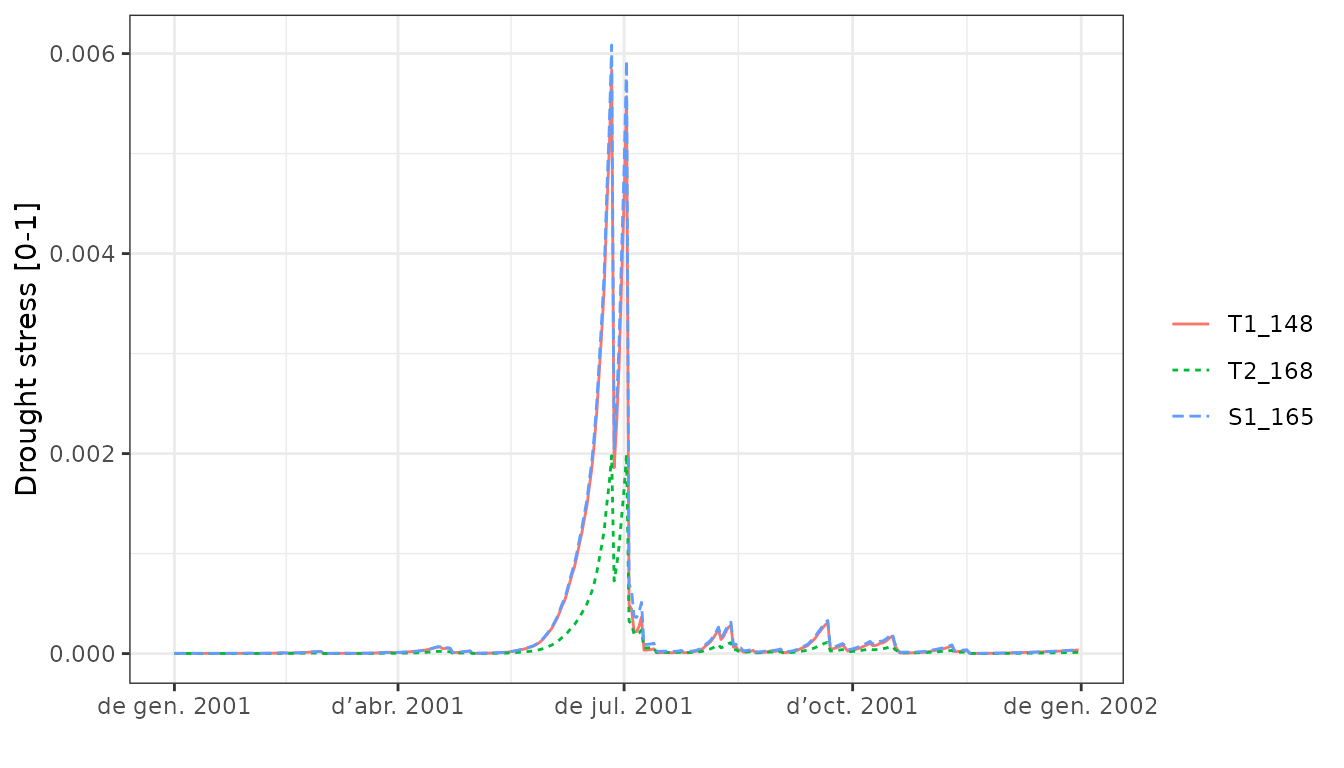 0.006
0.004
0.002
0.000
Drought stress [0-1]
de gen. 2001
d’abr. 2001
de jul. 2001
d’oct. 2001
de gen. 2002
T1_148
T2_168
S1_165